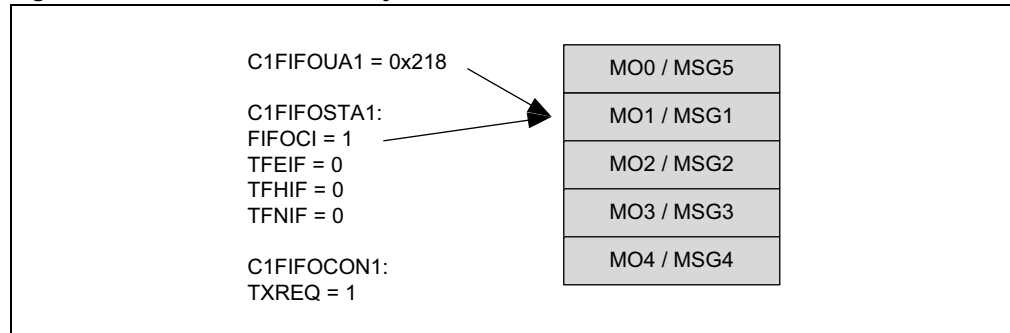 C1FIFOUA1 = 0x218
C1FIFOSTA1:
FIFOCI = 1
TFEIF = 0
TFHIF = 0
TFNIF = 0
C1FIFOCON1:
TXREQ = 1
MO0 / MSG5
MO1 / MSG1
MO2 / MSG2
MO3 / MSG3
MO4 / MSG4